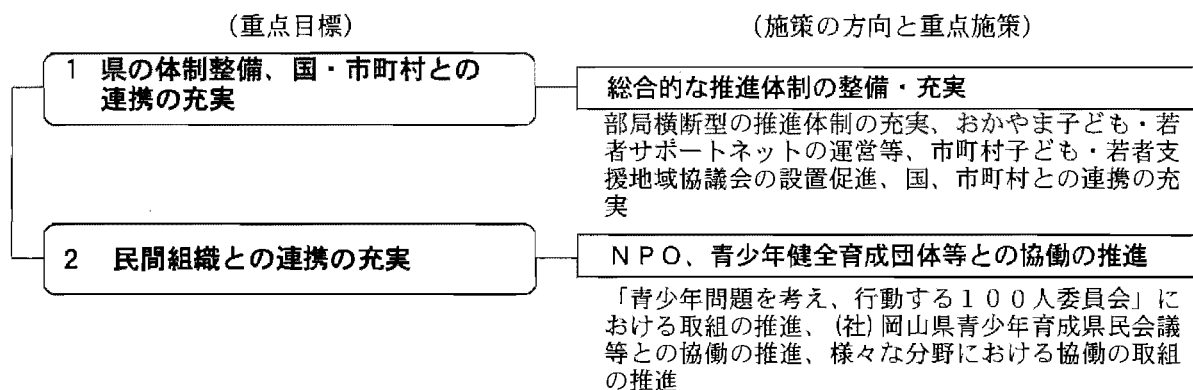 (重点目標)
(施策の方向と重点施策)
1 県の体制整備、国・市町村との
連携の充実
総合的な推進体制の整備・充実
部局横断型の推進体制の充実、おかやま子ども・若
者サポートネットの運営等、市町村子ども・若者支
援地域協議会の設置促進、国、市町村との連携の充
実
2 民間組織との連携の充実
NPO、青少年健全育成団体等との協働の推進
「青少年問題を考え、行動する100人委員会」に
おける取組の推進、(社)岡山県青少年育成県民会議
等との協働の推進、様々な分野における協働の取組
の推進